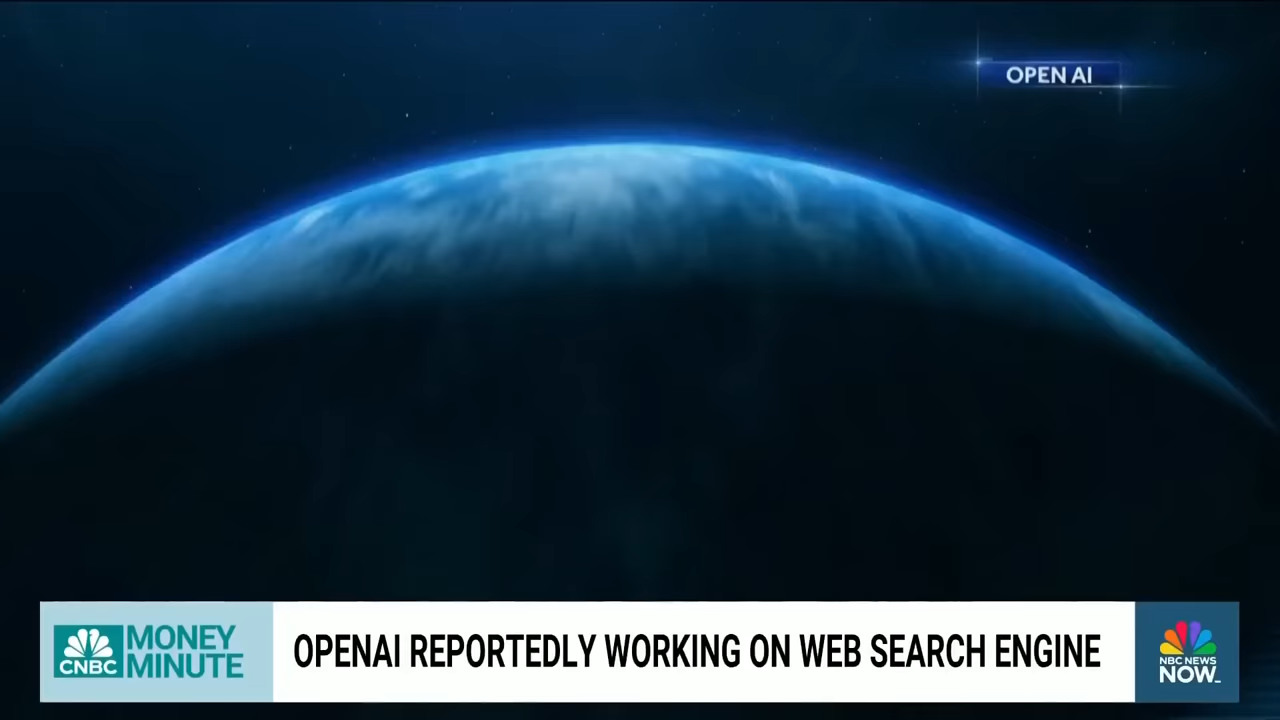 OPEN AI
CNBC
MONEY
MINUTE
OPENAI REPORTEDLY WORKING ON WEB SEARCH ENGINE
NBC NEWS
NOW